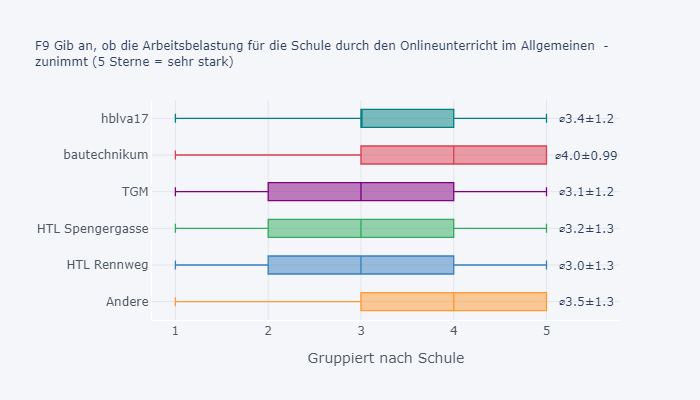 F9 Gib an, ob die Arbeitsbelastung für die Schule durch den Onlineunterricht im Allgemeinen  -
zunimmt (5 Sterne = sehr stark)
hblva17
⌀3.4±1.2
bautechnikum
⌀4.0±0.99
TGM
⌀3.1±1.2
HTL Spengergasse
⌀3.2±1.3
HTL Rennweg
⌀3.0±1.3
Andere
⌀3.5±1.3
1 2 3 4 5
Gruppiert nach Schule